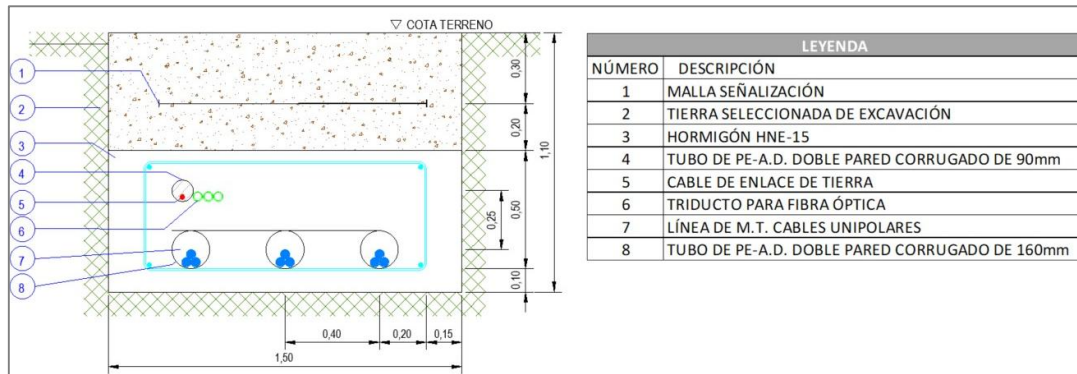 ▽ COTA TERRENO
1
2
3
4
5
6
7
8
0,30
0,20
1,10
0,50
0,25
0,10
0,40
0,20
0,15
1,50
LEYENDA
NÚMERO DESCRIPCIÓN
1 MALLA SEÑALIZACIÓN
2 TIERRA SELECCIONADA DE EXCAVACIÓN
3 HORMIGÓN HNE-15
4 TUBO DE PE-A.D. DOBLE PARED CORRUGADO DE 90mm
5 CABLE DE ENLACE DE TIERRA
6 TRIDUCTO PARA FIBRA ÓPTICA
7 LÍNEA DE M.T. CABLES UNIPOLARES
8 TUBO DE PE-A.D. DOBLE PARED CORRUGADO DE 160mm